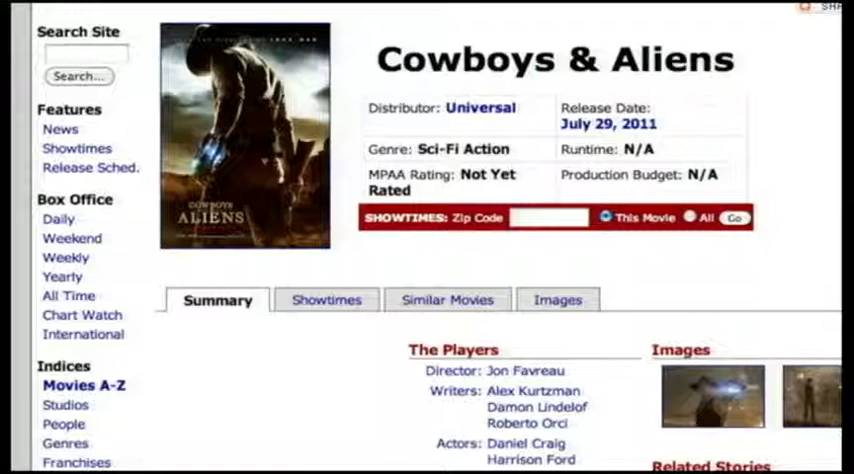 SHA
Search Site
Search...
Features
News
Showtimes
Release Sched.
Box Office
Daily
Weekend
Weekly
Yearly
All Time
Chart Watch
International
Indices
Movies A-Z
Studios
People
Genres
Franchises
COWBOYS
ALIENS
Cowboys & Aliens
Distributor: Universal
Release Date:
July 29, 2011
Genre: Sci-Fi Action
Runtime: N/A
MPAA Rating: Not Yet
Rated
Production Budget: N/A
SHOWTIMES: Zip Code This Movie All Go
Summary Showtimes Similar Movies Images
The Players
Director: Jon Favreau
Writers: Alex Kurtzman
Damon Lindelof
Roberto Orci
Actors: Daniel Craig
Harrison Ford
Images
Related Stories